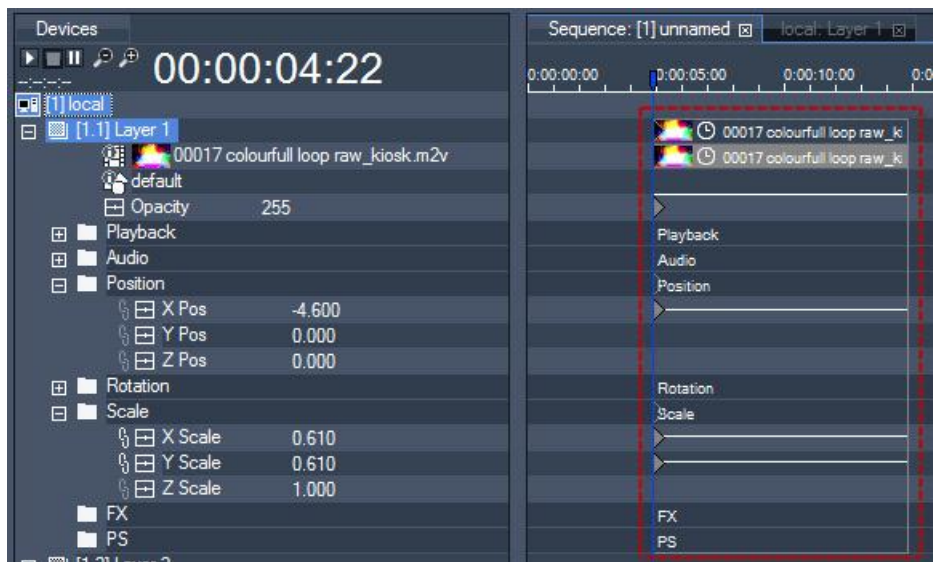 Devices
Sequence: [1] unnamed
local: Layer 1
00:00:04:22
--:--:--:--
0:00:00:00 0:00:05:00 0:00:10:00 0:0
[1] local
[1.1] Layer 1
00017 colourfull loop raw_ki
00017 colourfull loop raw_kiosk.m2v
00017 colourfull loop raw_k
default
Opacity 255
Playback
Playback
Audio
Audio
Position
Position
X Pos -4.600
Y Pos 0.000
Z Pos 0.000
Rotation
Rotation
Scale
Scale
X Scale 0.610
Y Scale 0.610
Z Scale 1.000
FX
FX
PS
PS